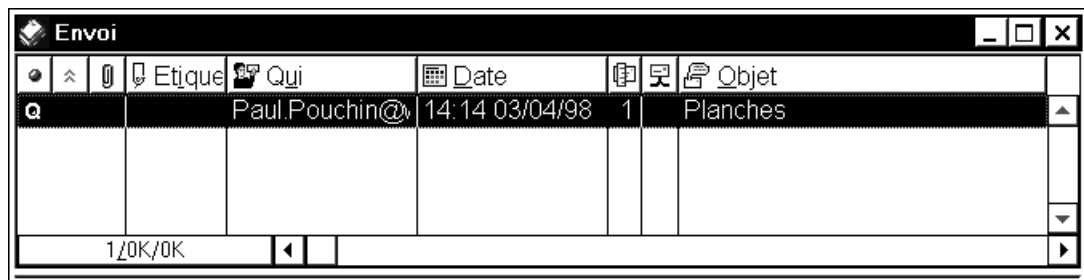 Envoi
Etique Qui Date Objet
Q Paul.Pouchin@ 14:14 03/04/98 1 Planches
1/0K/0K